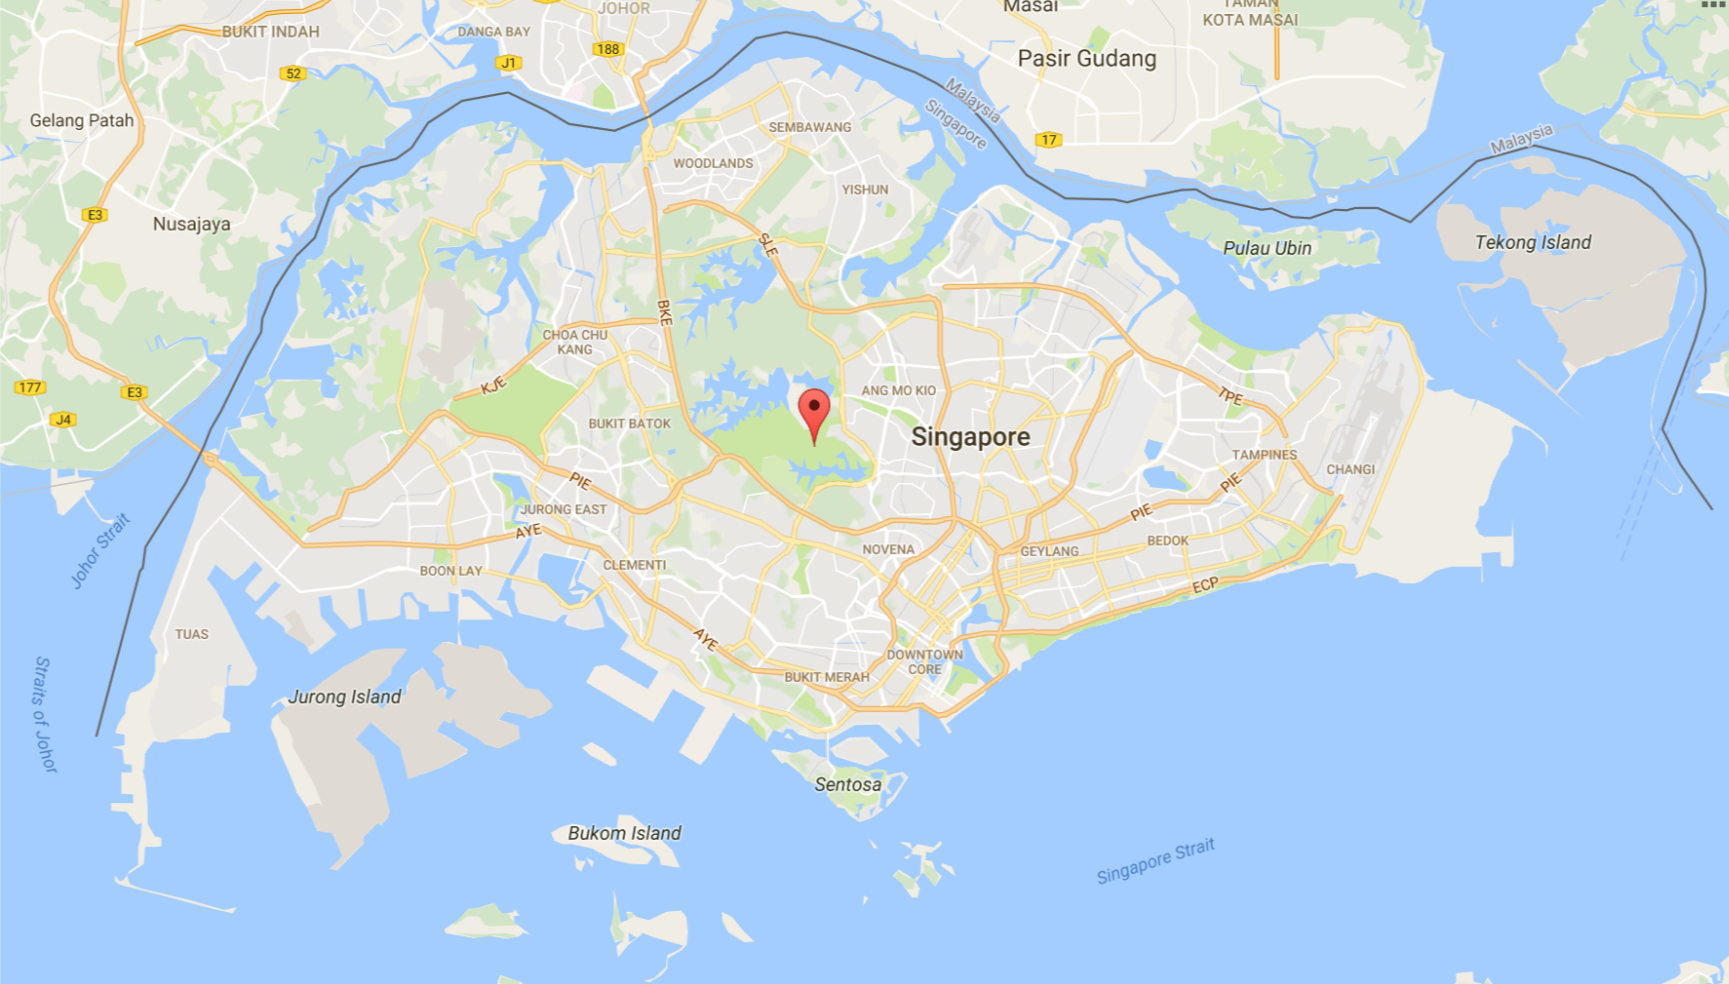 JOHOR
Masai
TAMAN
KOTA MASAI
BUKIT INDAH
DANGA BAY
188
J1
52
Pasir Gudang
Malaysia
Singapore
Gelang Patah
SEMBAWANG
17
Malaysia
WOODLANDS
YISHUN
E3
Nusajaya
SLE
Pulau Ubin
Tekong Island
BKE
CHOA CHU
KANG
177
E3
KJE
ANG MO KIO
TPE
J4
BUKIT BATOK
Singapore
TAMPINES
CHANGI
PIE
PIE
JURONG EAST
PIE
AYE
Johor Strait
NOVENA
GEYLANG
BEDOK
BOON LAY
CLEMENTI
ECP
TUAS
AYE
DOWNTOWN
CORE
Straits of Johor
BUKIT MERAH
Jurong Island
Sentosa
Bukom Island
Singapore Strait